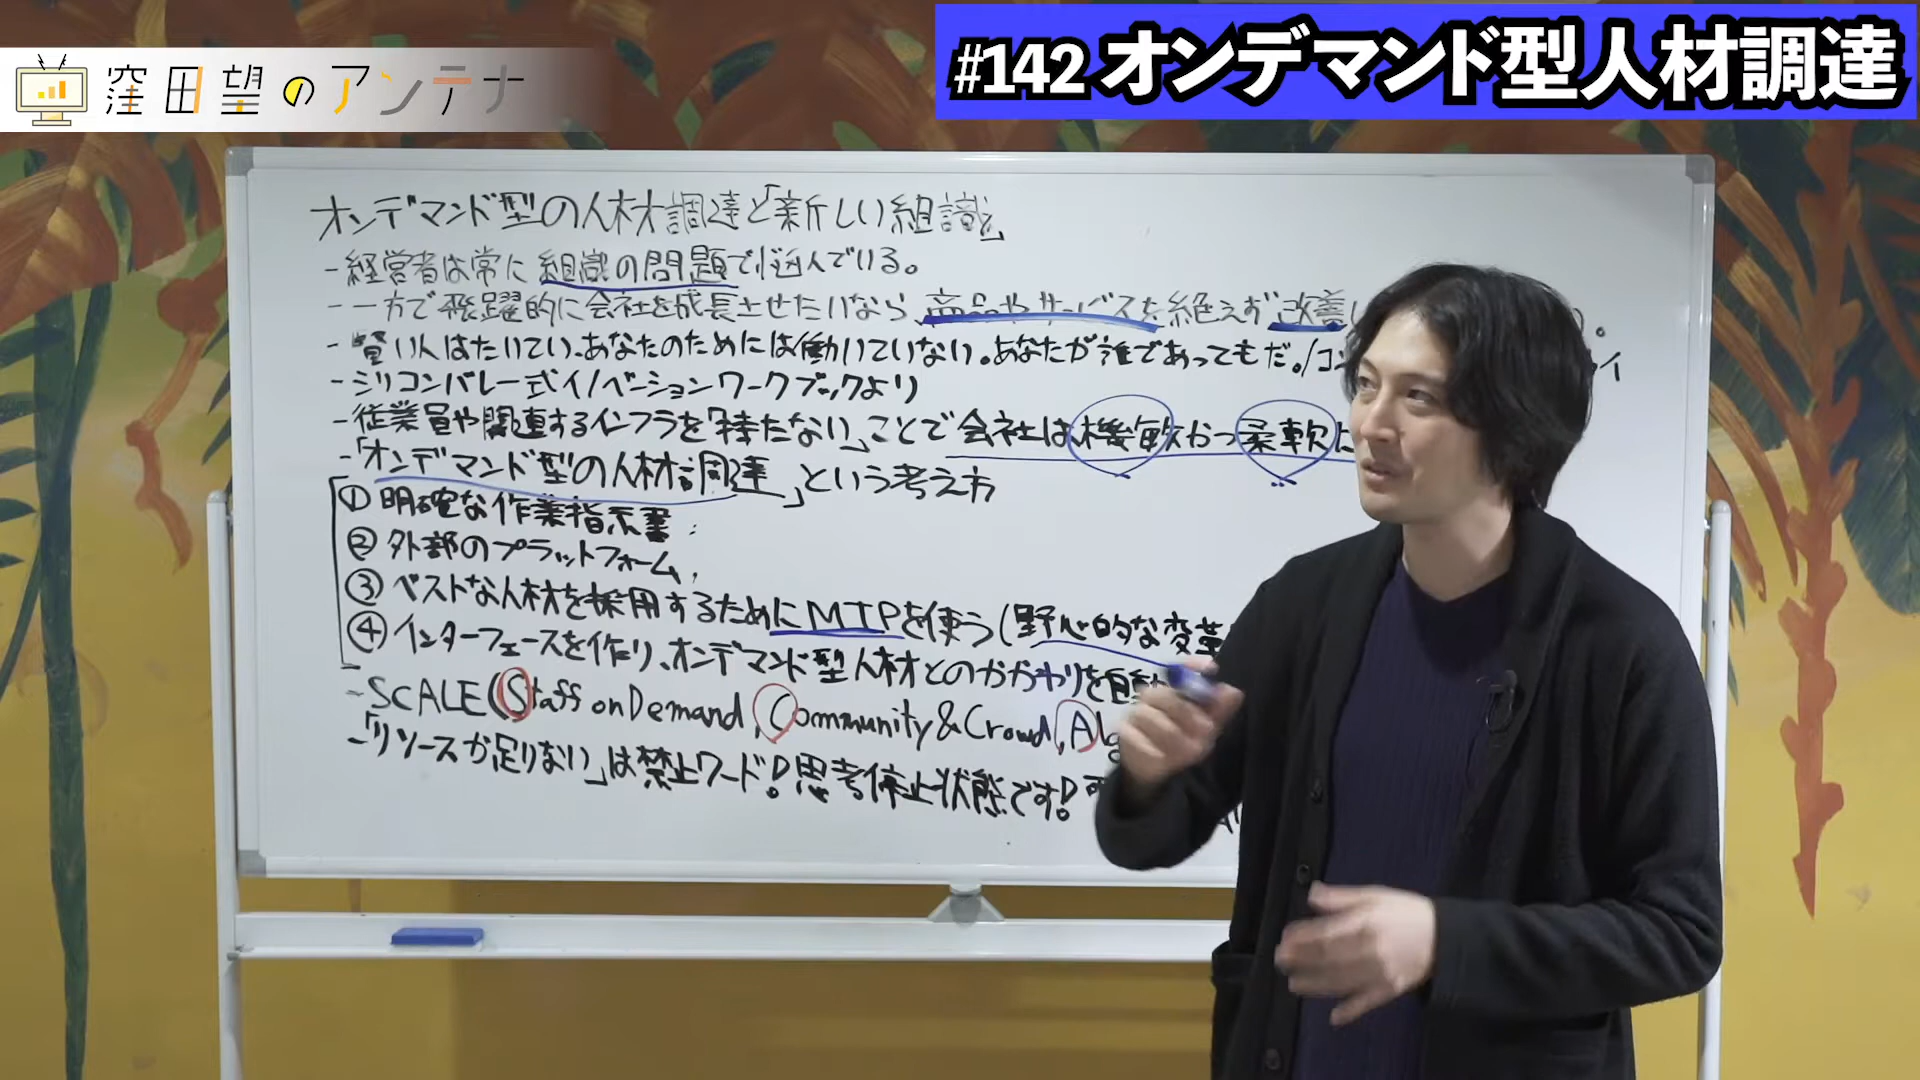 #142 オンデマンド型人材調達
窪田望のアンテナ
オンデマンド型の人材調達と「新しい組織」
- 経営者は常に組織の問題で悩んでいる。
- 一方で飛躍的に会社を成長させたいなら、商品やサービスを絶えず改善し
- 賢い人はたいてい、あなたのためには働いていない。あなたが誰であってもだ。/
- シリコンバレー式イノベーションワークブックより
- 従業員や関連するインフラを「持たない」ことで会社は機敏かつ柔軟に
- 「オンデマンド型の人材調達」という考え方
① 明確な作業指示書
② 外部のプラットフォーム
③ ベストな人材を採用するためにMTPを使う(野心的な変革
④ インターフェースを作り、オンデマンド型人材とのかかわりを自動
- SCALE(Staff on Demand, Community&Crowd, Alg
- 「リソースが足りない」は禁止ワード!思考停止状態です!